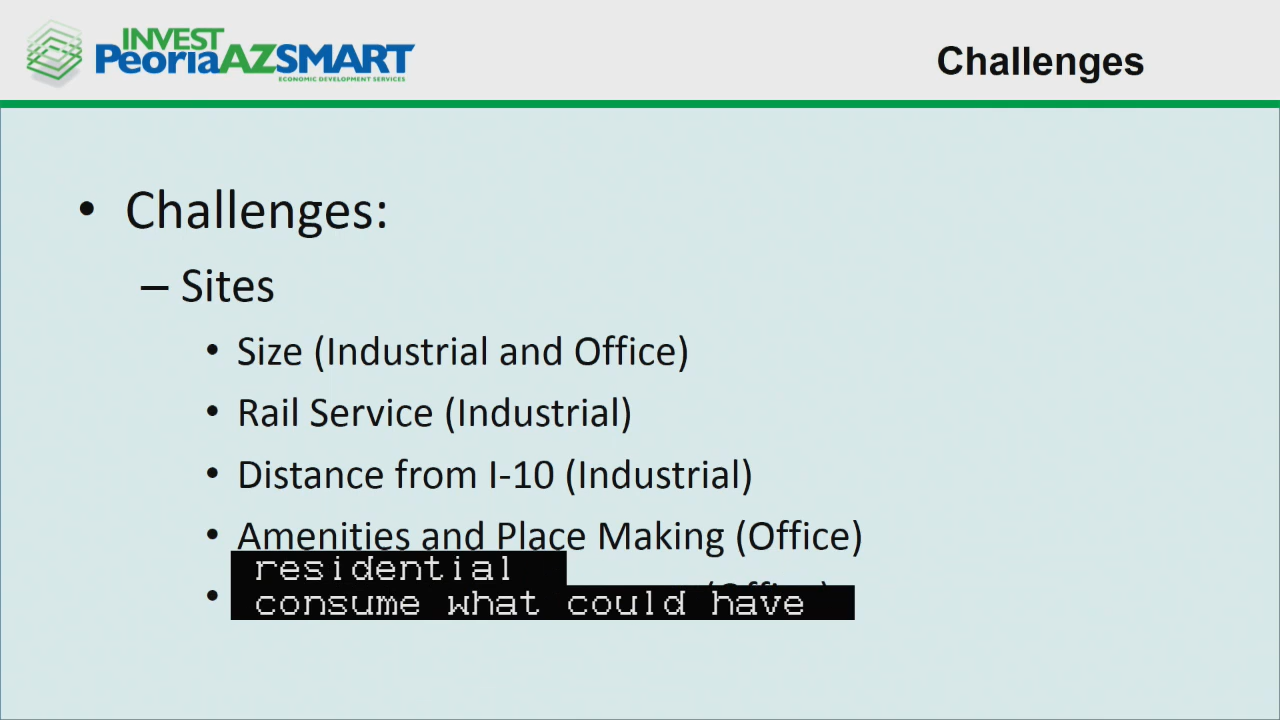 INVEST
PeoriaAZSMART
ECONOMIC DEVELOPMENT SERVICES
Challenges
• Challenges:
– Sites
• Size (Industrial and Office)
• Rail Service (Industrial)
• Distance from I-10 (Industrial)
• Amenities and Place Making (Office)
• (Office)
residential
consume what could have